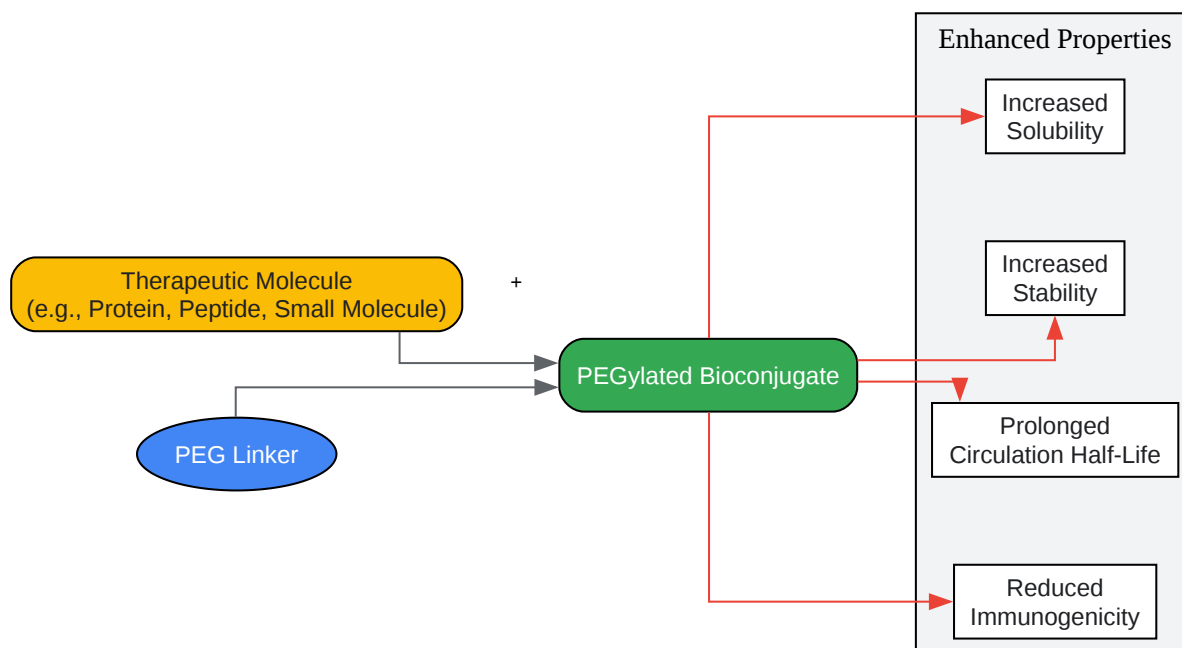 Enhanced Properties
Increased
Solubility
Therapeutic Molecule
(e.g., Protein, Peptide, Small Molecule)
+
Increased
Stability
PEGylated Bioconjugate
PEG Linker
Prolonged
Circulation Half-Life
Reduced
Immunogenicity